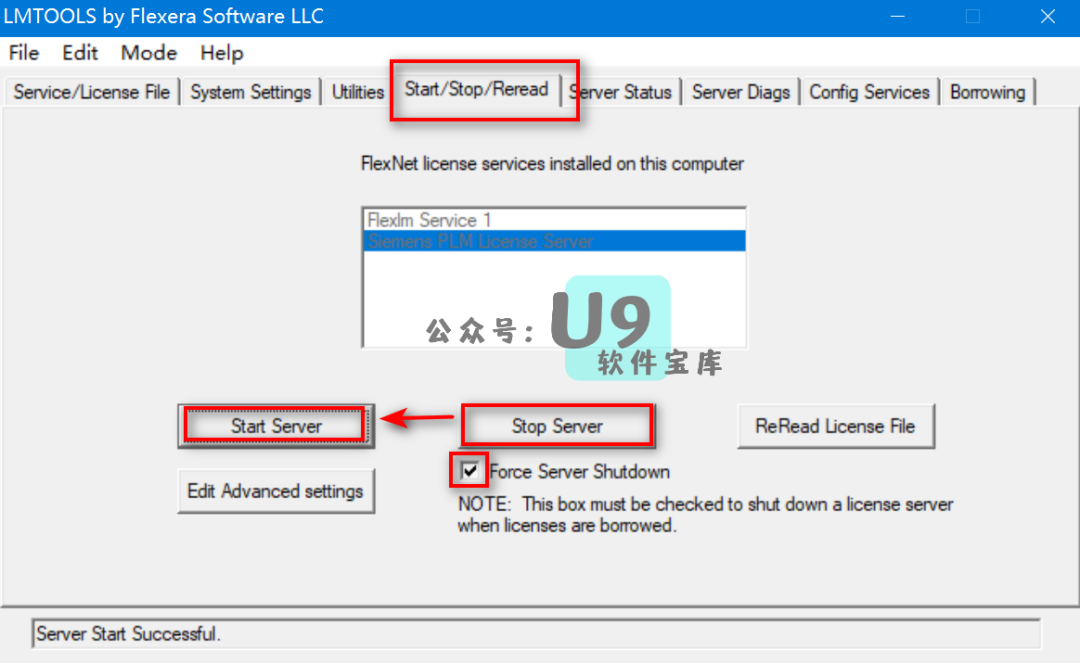 LMTOOLS by Flexera Software LLC
File Edit Mode Help
Service/License File System Settings Utilities Start/Stop/Reread Server Status Server Diags Config Services Borrowing
FlexNet license services installed on this computer
Flexlm Service 1
Siemens PLM License Server
公众号: U9
软件宝库
Start Server Stop Server ReRead License File
Force Server Shutdown
Edit Advanced settings
NOTE: This box must be checked to shut down a license server
when licenses are borrowed.
Server Start Successful.